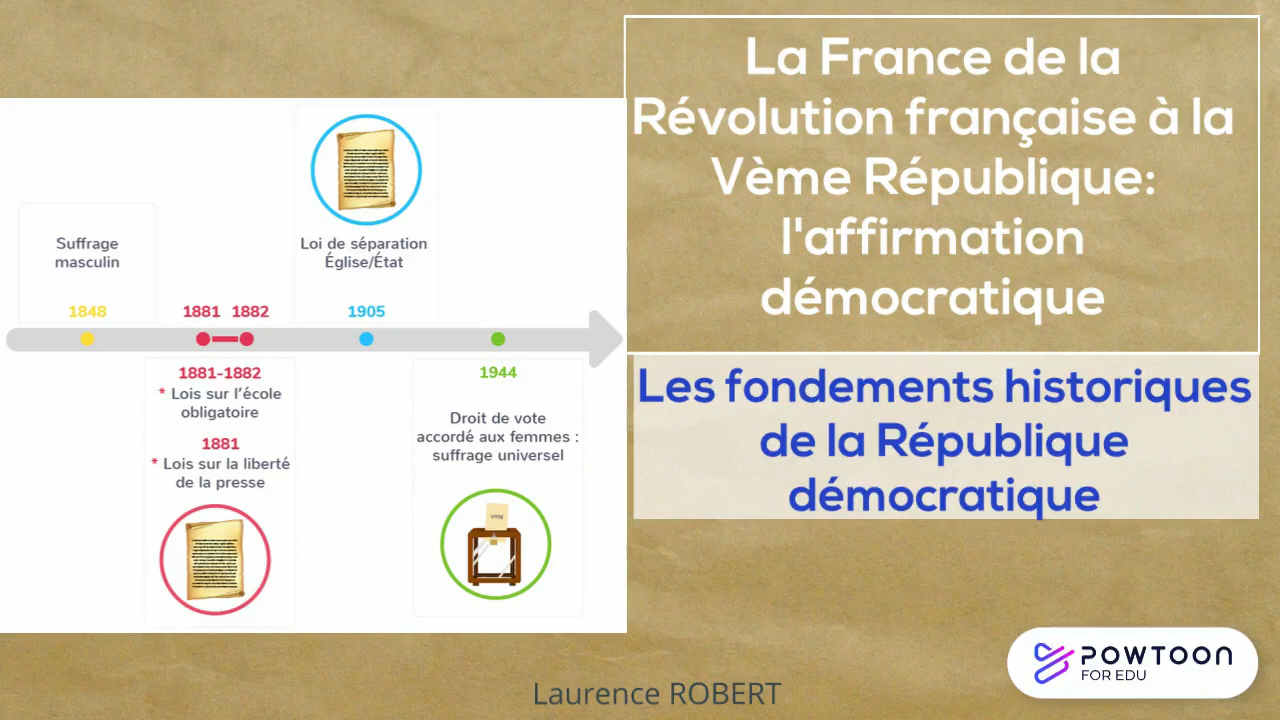 La France de la
Révolution française à la
Vème République:
l'affirmation
démocratique
Les fondements historiques
de la République
démocratique
Suffrage
masculin
1848
1881 1882
Loi de séparation
Église/État
1905
1881-1882
* Lois sur l'école
obligatoire
1881
* Lois sur la liberté
de la presse
1944
Droit de vote
accordé aux femmes :
suffrage universel
VOTE
Laurence ROBERT
POWTOON
FOR EDU